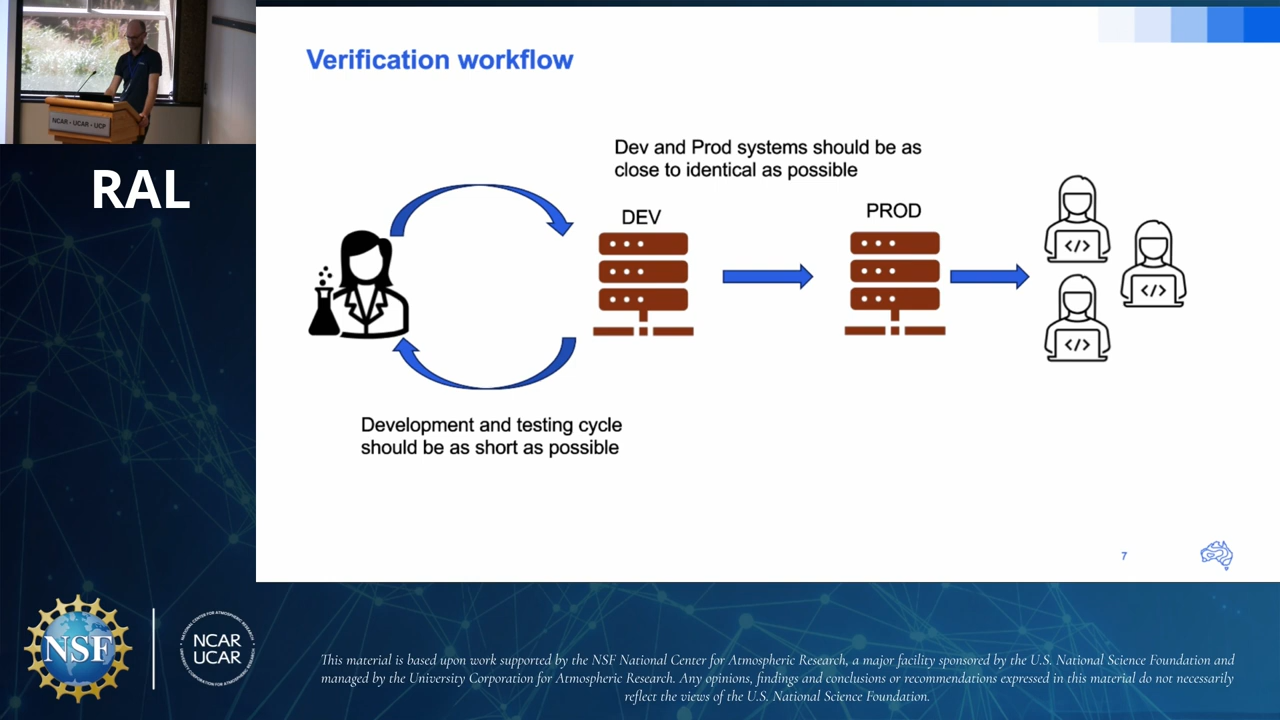 Verification workflow
Dev and Prod systems should be as
close to identical as possible
DEV
PROD
</>
</>
</>
Development and testing cycle
should be as short as possible
7
NCAR • UCAR • UCP
RAL
NSF
NCAR
UCAR
This material is based upon work supported by the NSF National Center for Atmospheric Research, a major facility sponsored by the U.S. National Science Foundation and
managed by the University Corporation for Atmospheric Research. Any opinions, findings and conclusions or recommendations expressed in this material do not necessarily
reflect the views of the U.S. National Science Foundation.